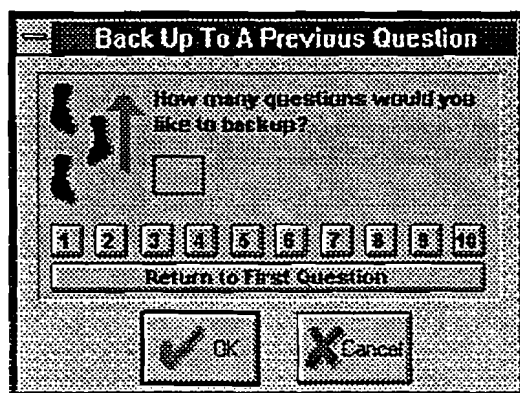 Back Up To A Previous Question
How many questions would you
like to backup?
1 2 3 4 5 6 7 8 9 10
Return to First Question
OK Cancel